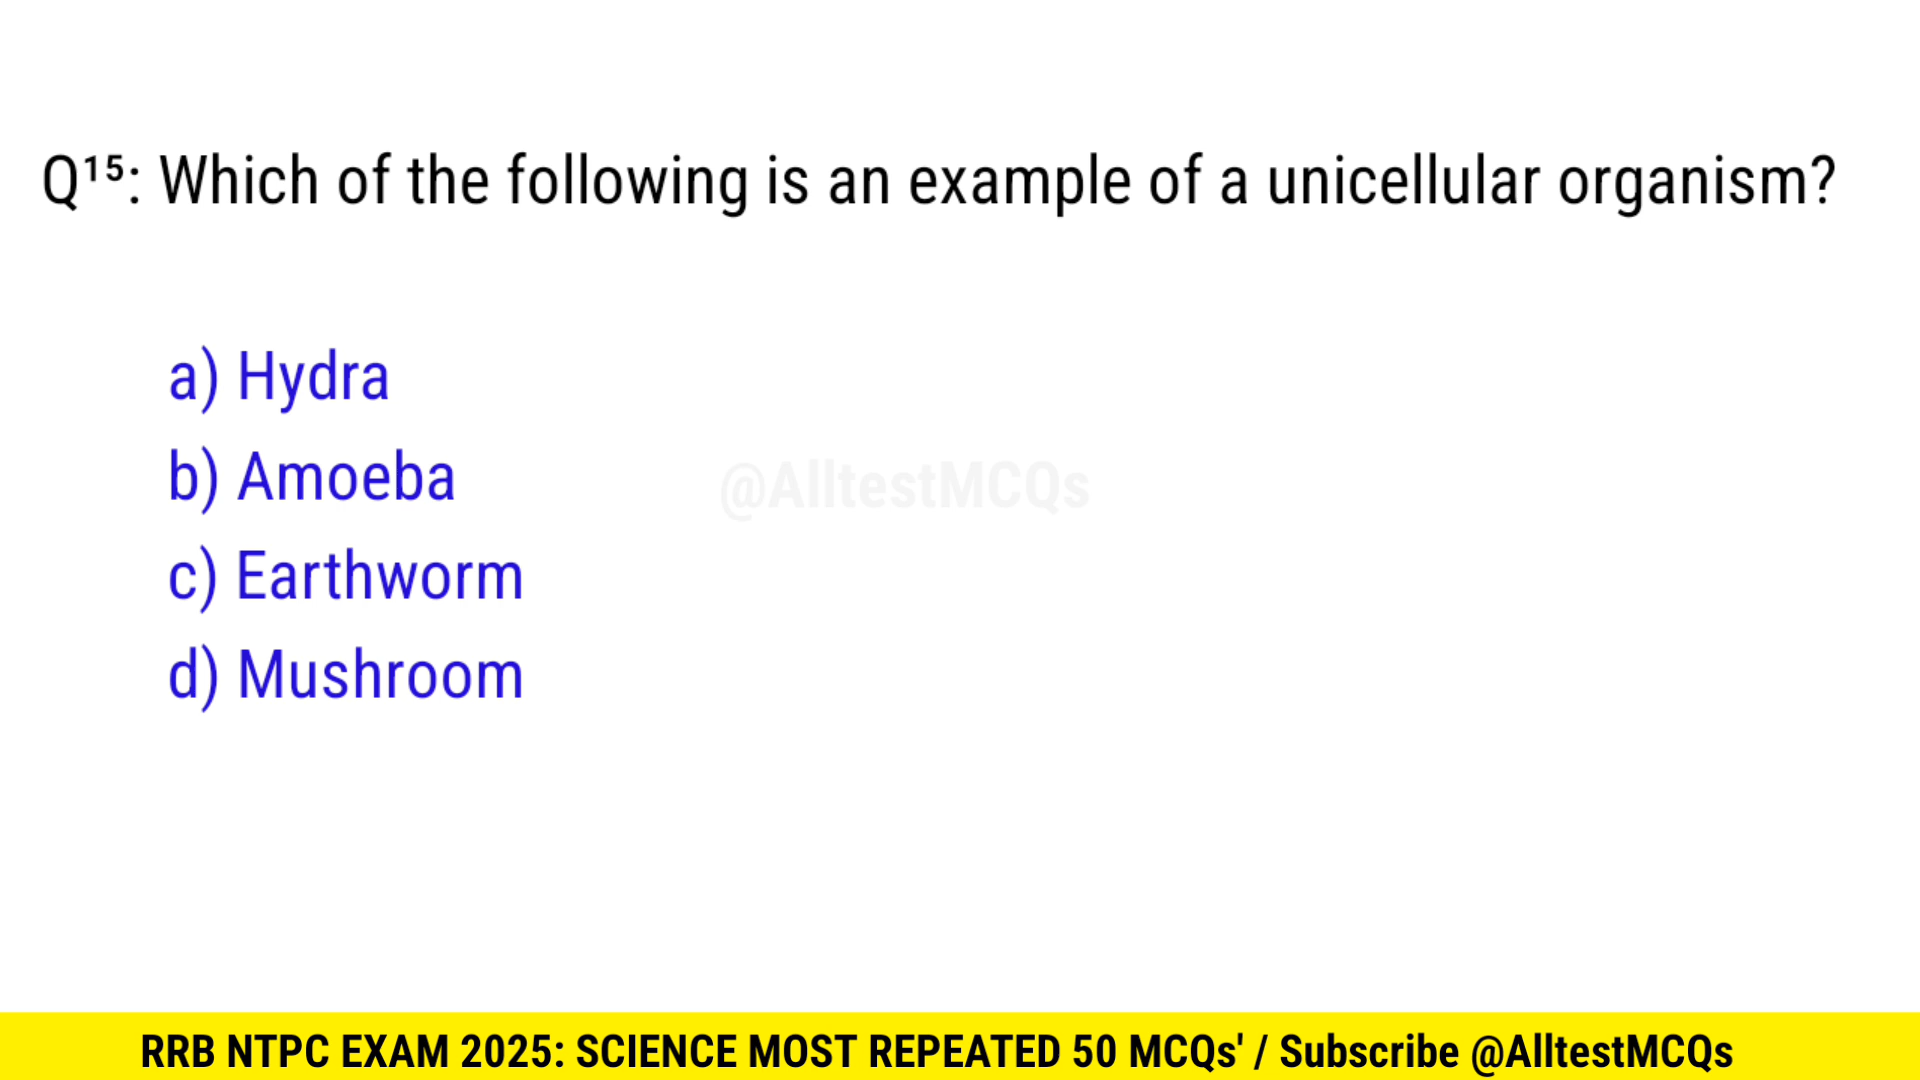 Q¹⁵: Which of the following is an example of a unicellular organism?
a) Hydra
b) Amoeba
@AlltestMCQs
c) Earthworm
d) Mushroom
RRB NTPC EXAM 2025: SCIENCE MOST REPEATED 50 MCQs' / Subscribe @AlltestMCQs